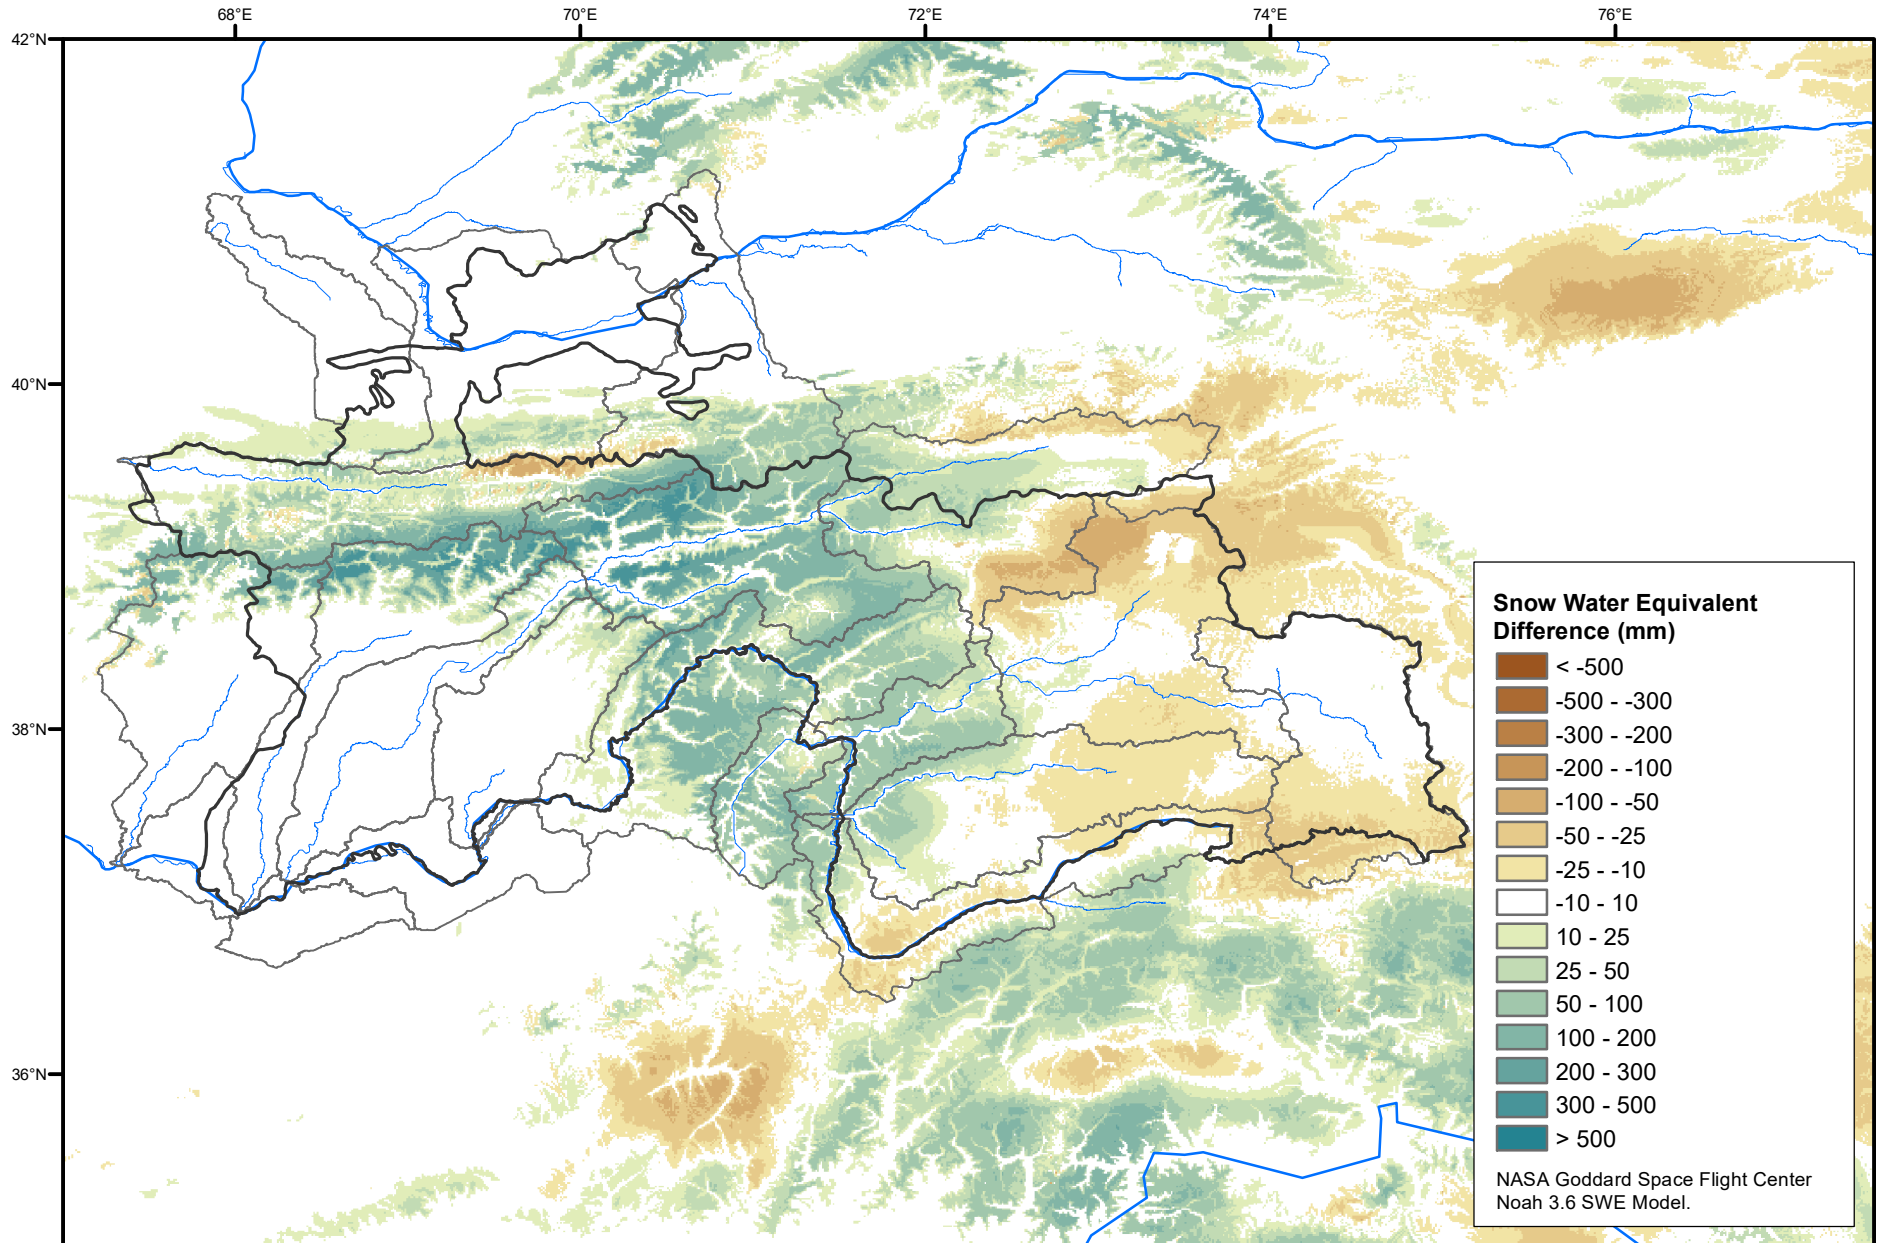 68°E
70°E
72°E
74°E
76°E
42°N
40°N
38°N
36°N
Snow Water Equivalent
Difference (mm)
< -500
-500 - -300
-300 - -200
-200 - -100
-100 - -50
-50 - -25
-25 - -10
-10 - 10
10 - 25
25 - 50
50 - 100
100 - 200
200 - 300
300 - 500
> 500
NASA Goddard Space Flight Center
Noah 3.6 SWE Model.